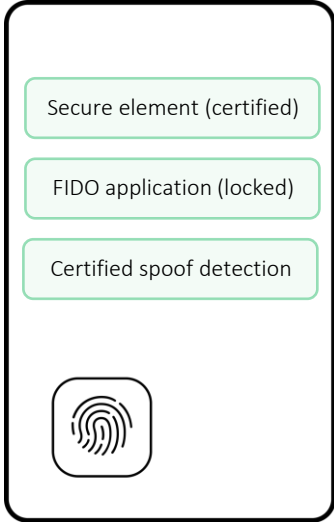 Secure element (certified)
FIDO application (locked)
Certified spoof detection